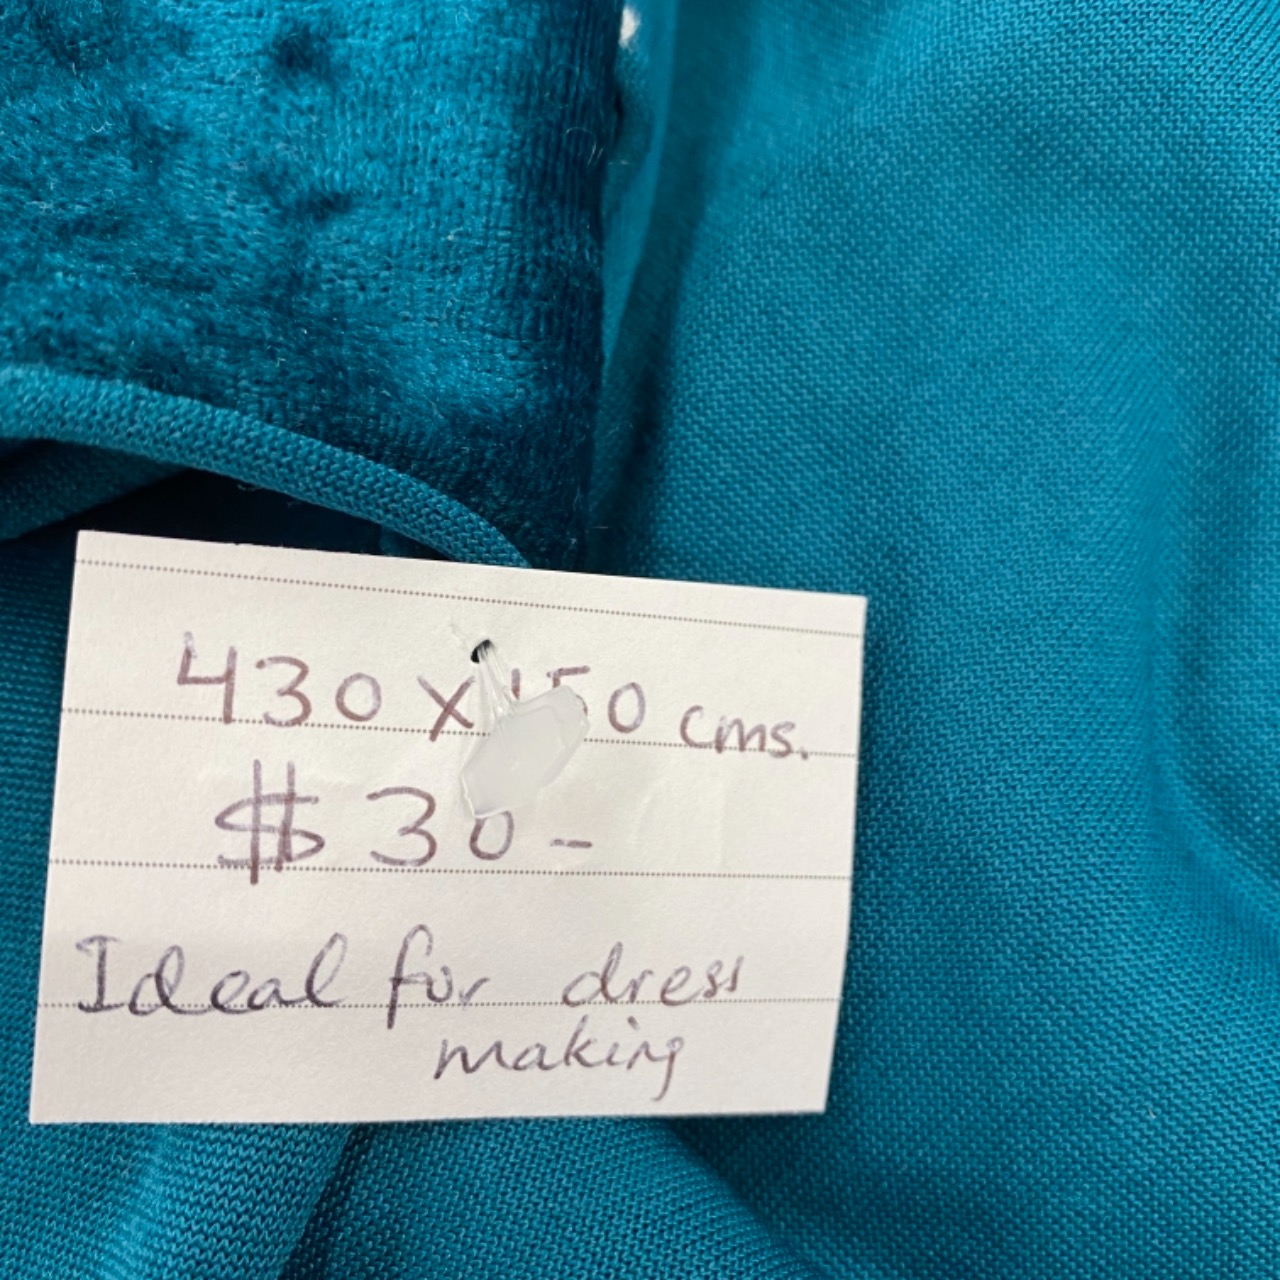 430 x 150 cms.
$ 30 -
Ideal for dress
making